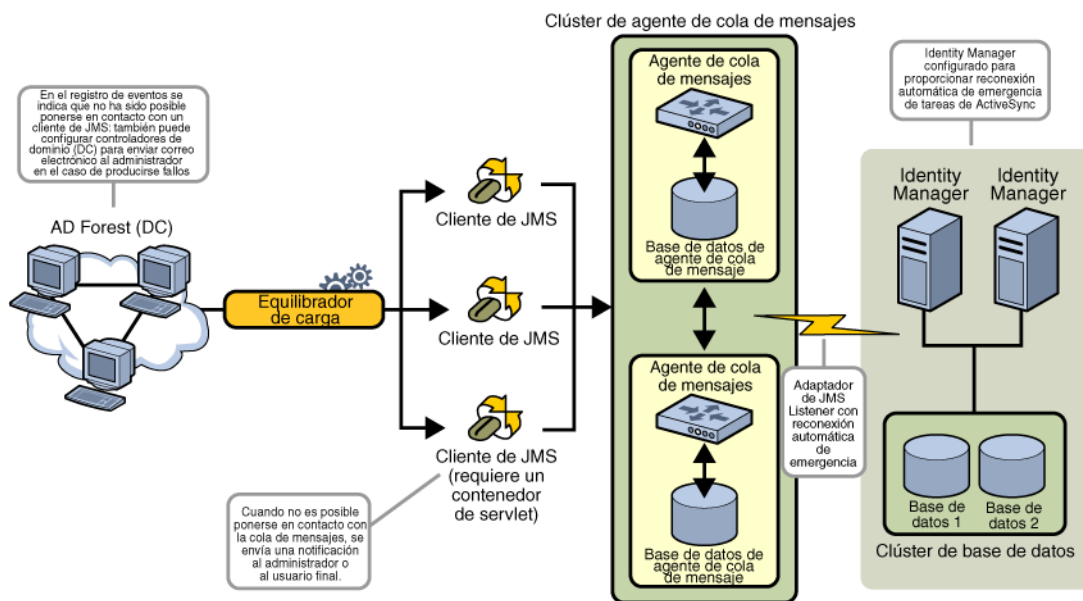 Clúster de agente de cola de mensajes
En el registro de eventos se
indica que no ha sido posible
ponerse en contacto con un
cliente de JMS: también puede
configurar controladores de
dominio (DC) para enviar correo
electrónico al administrador
en el caso de producirse fallos
AD Forest (DC)
Equilibrador
de carga
Cliente de JMS
Cliente de JMS
Cliente de JMS
(requiere un
contenedor
de servlet)
Cuando no es posible
ponerse en contacto con
la cola de mensajes, se
envía una notificación
al administrador o
al usuario final.
Agente de cola
de mensajes
Base de datos de
agente de cola
de mensaje
Agente de cola
de mensajes
Base de datos de
agente de cola
de mensaje
Adaptador
de JMS
Listener con
reconexión
automática
de
emergencia
Identity Manager
configurado para
proporcionar reconexión
automática de emergencia
de tareas de ActiveSync
Identity
Manager
Identity
Manager
Base de
datos 1
Base de
datos 2
Clúster de base de datos